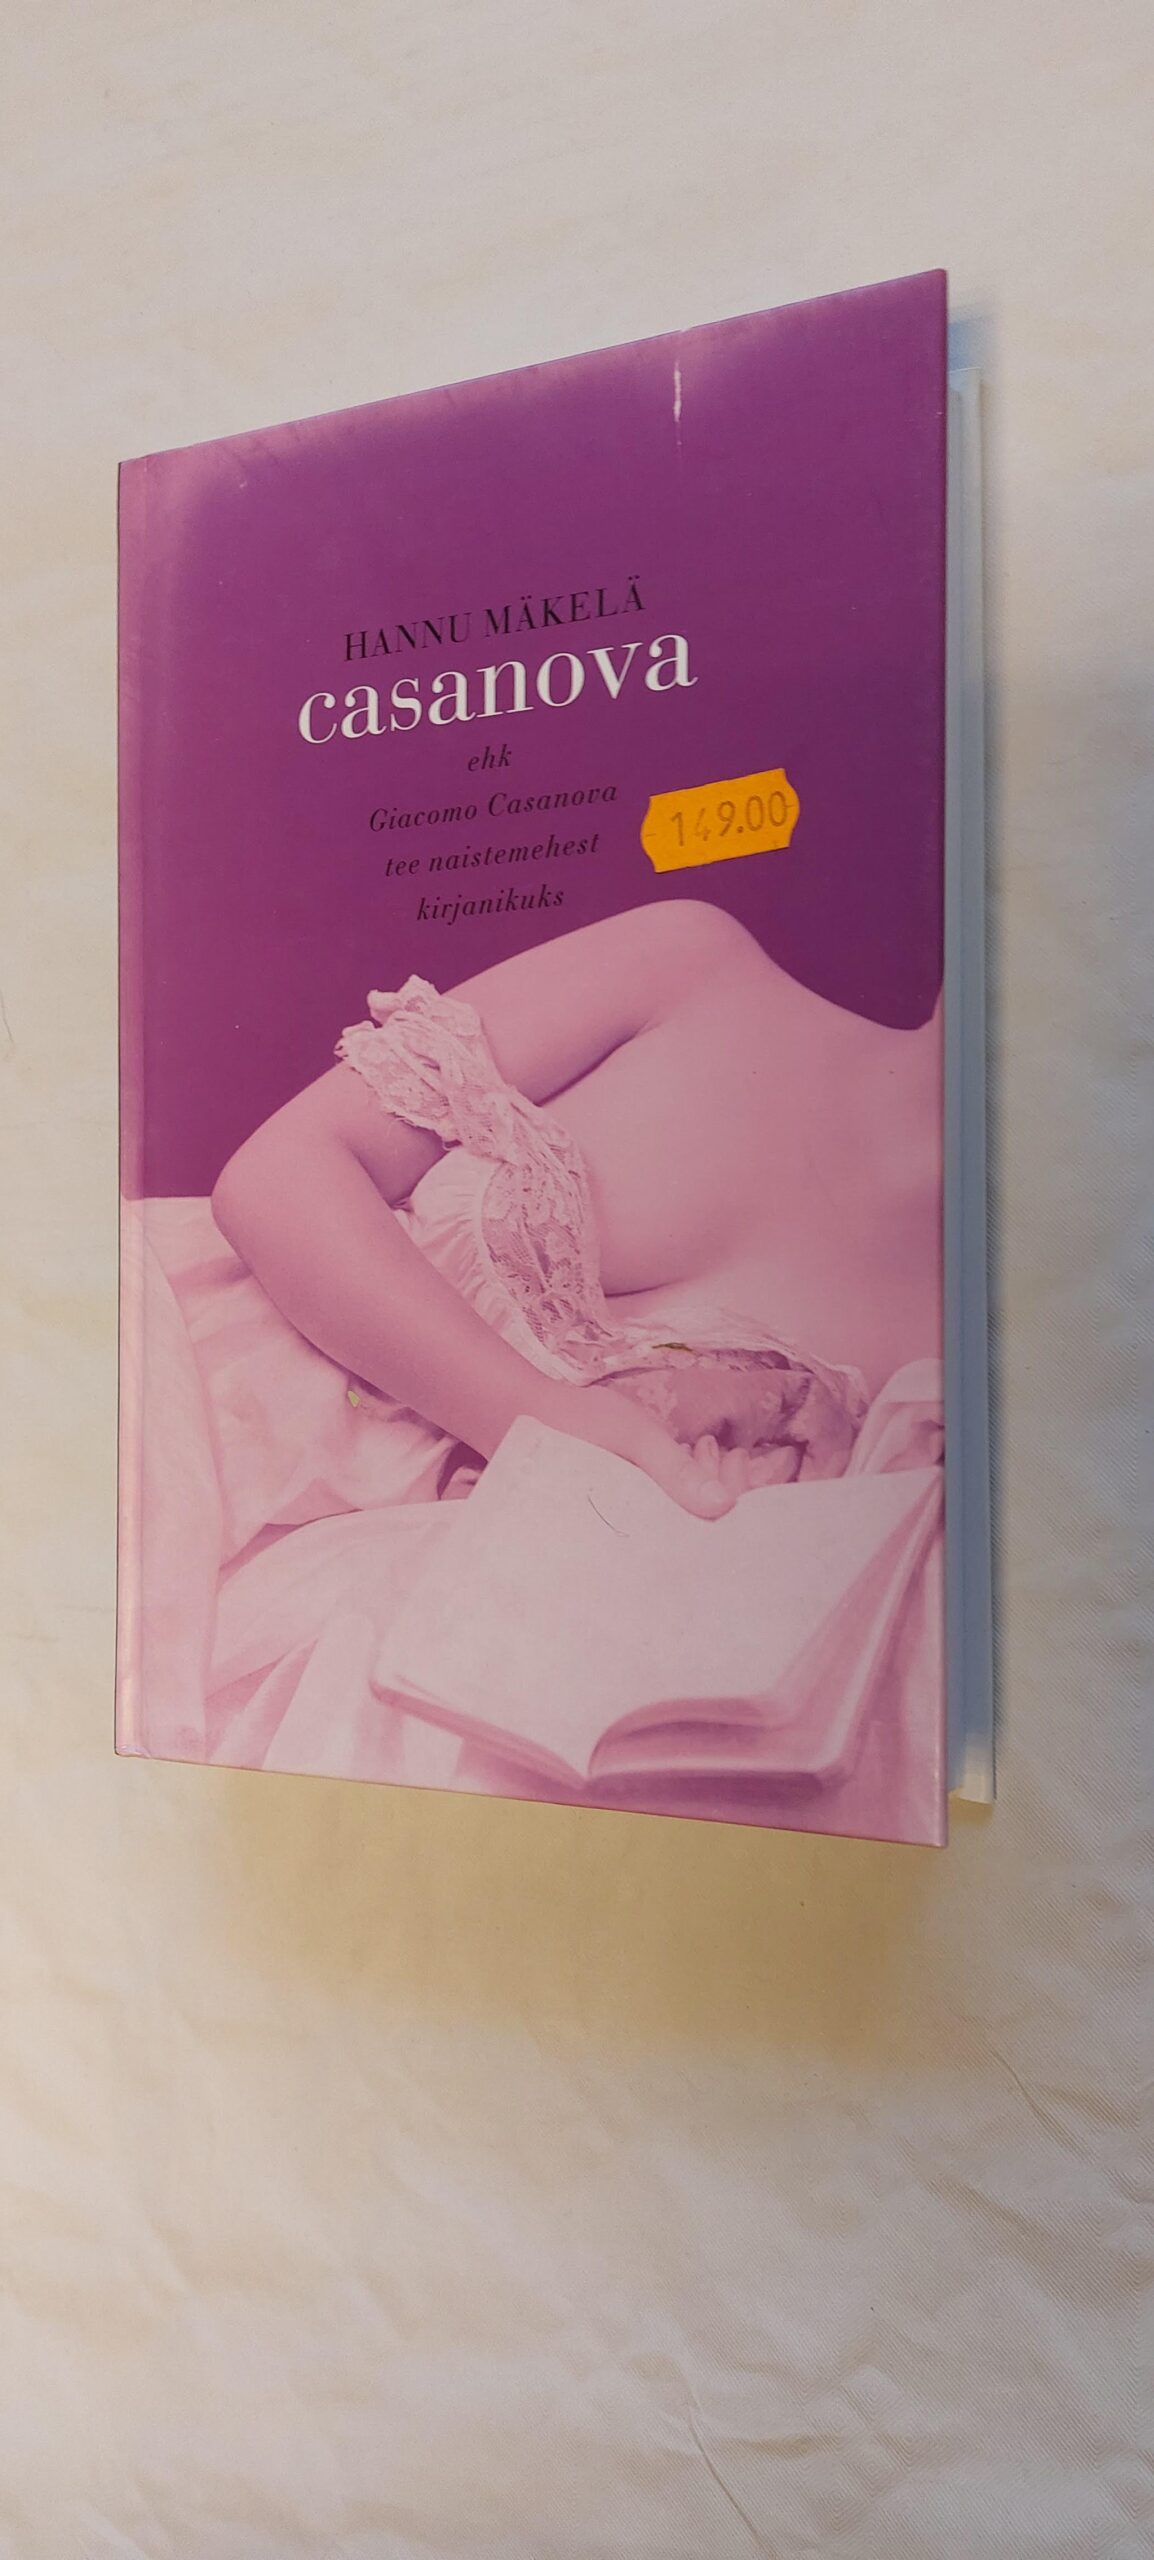 HANNU MÄKELÄ
casanova
ehk
Giacomo Casanova
tee naistemehest
kirjanikuks
149.00